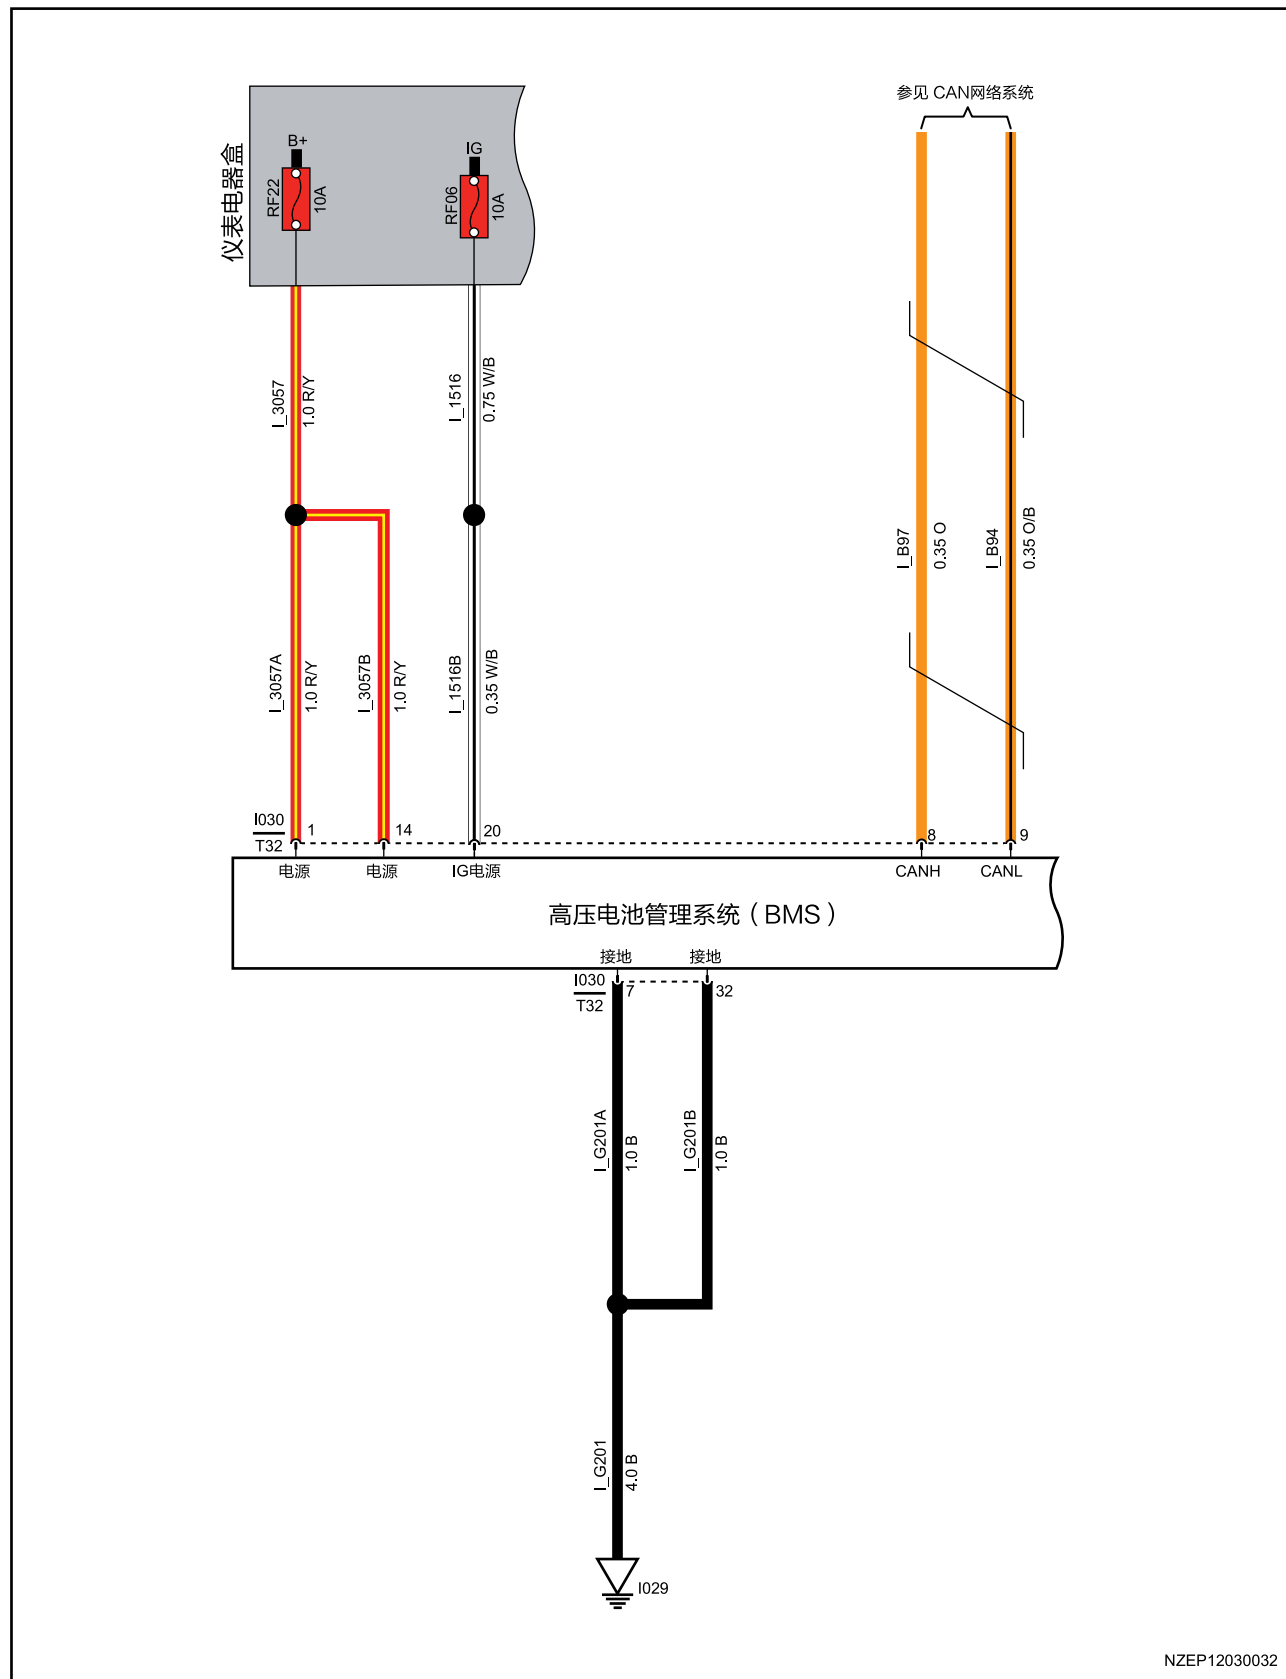 参见 CAN网络系统
仪表电器盒
B+
RF22
10A
IG
RF06
10A
I_3057
1.0 R/Y
I_1516
0.75 W/B
I_B97
0.35 O
I_B94
0.35 O/B
I_3057A
1.0 R/Y
I_3057B
1.0 R/Y
I_1516B
0.35 W/B
I030
T32
1
14
20
8
9
电源
电源
IG电源
CANH
CANL
高压电池管理系统（BMS）
接地
接地
I030
T32
7
32
I_G201A
1.0 B
I_G201B
1.0 B
I_G201
4.0 B
I029
NZEP12030032